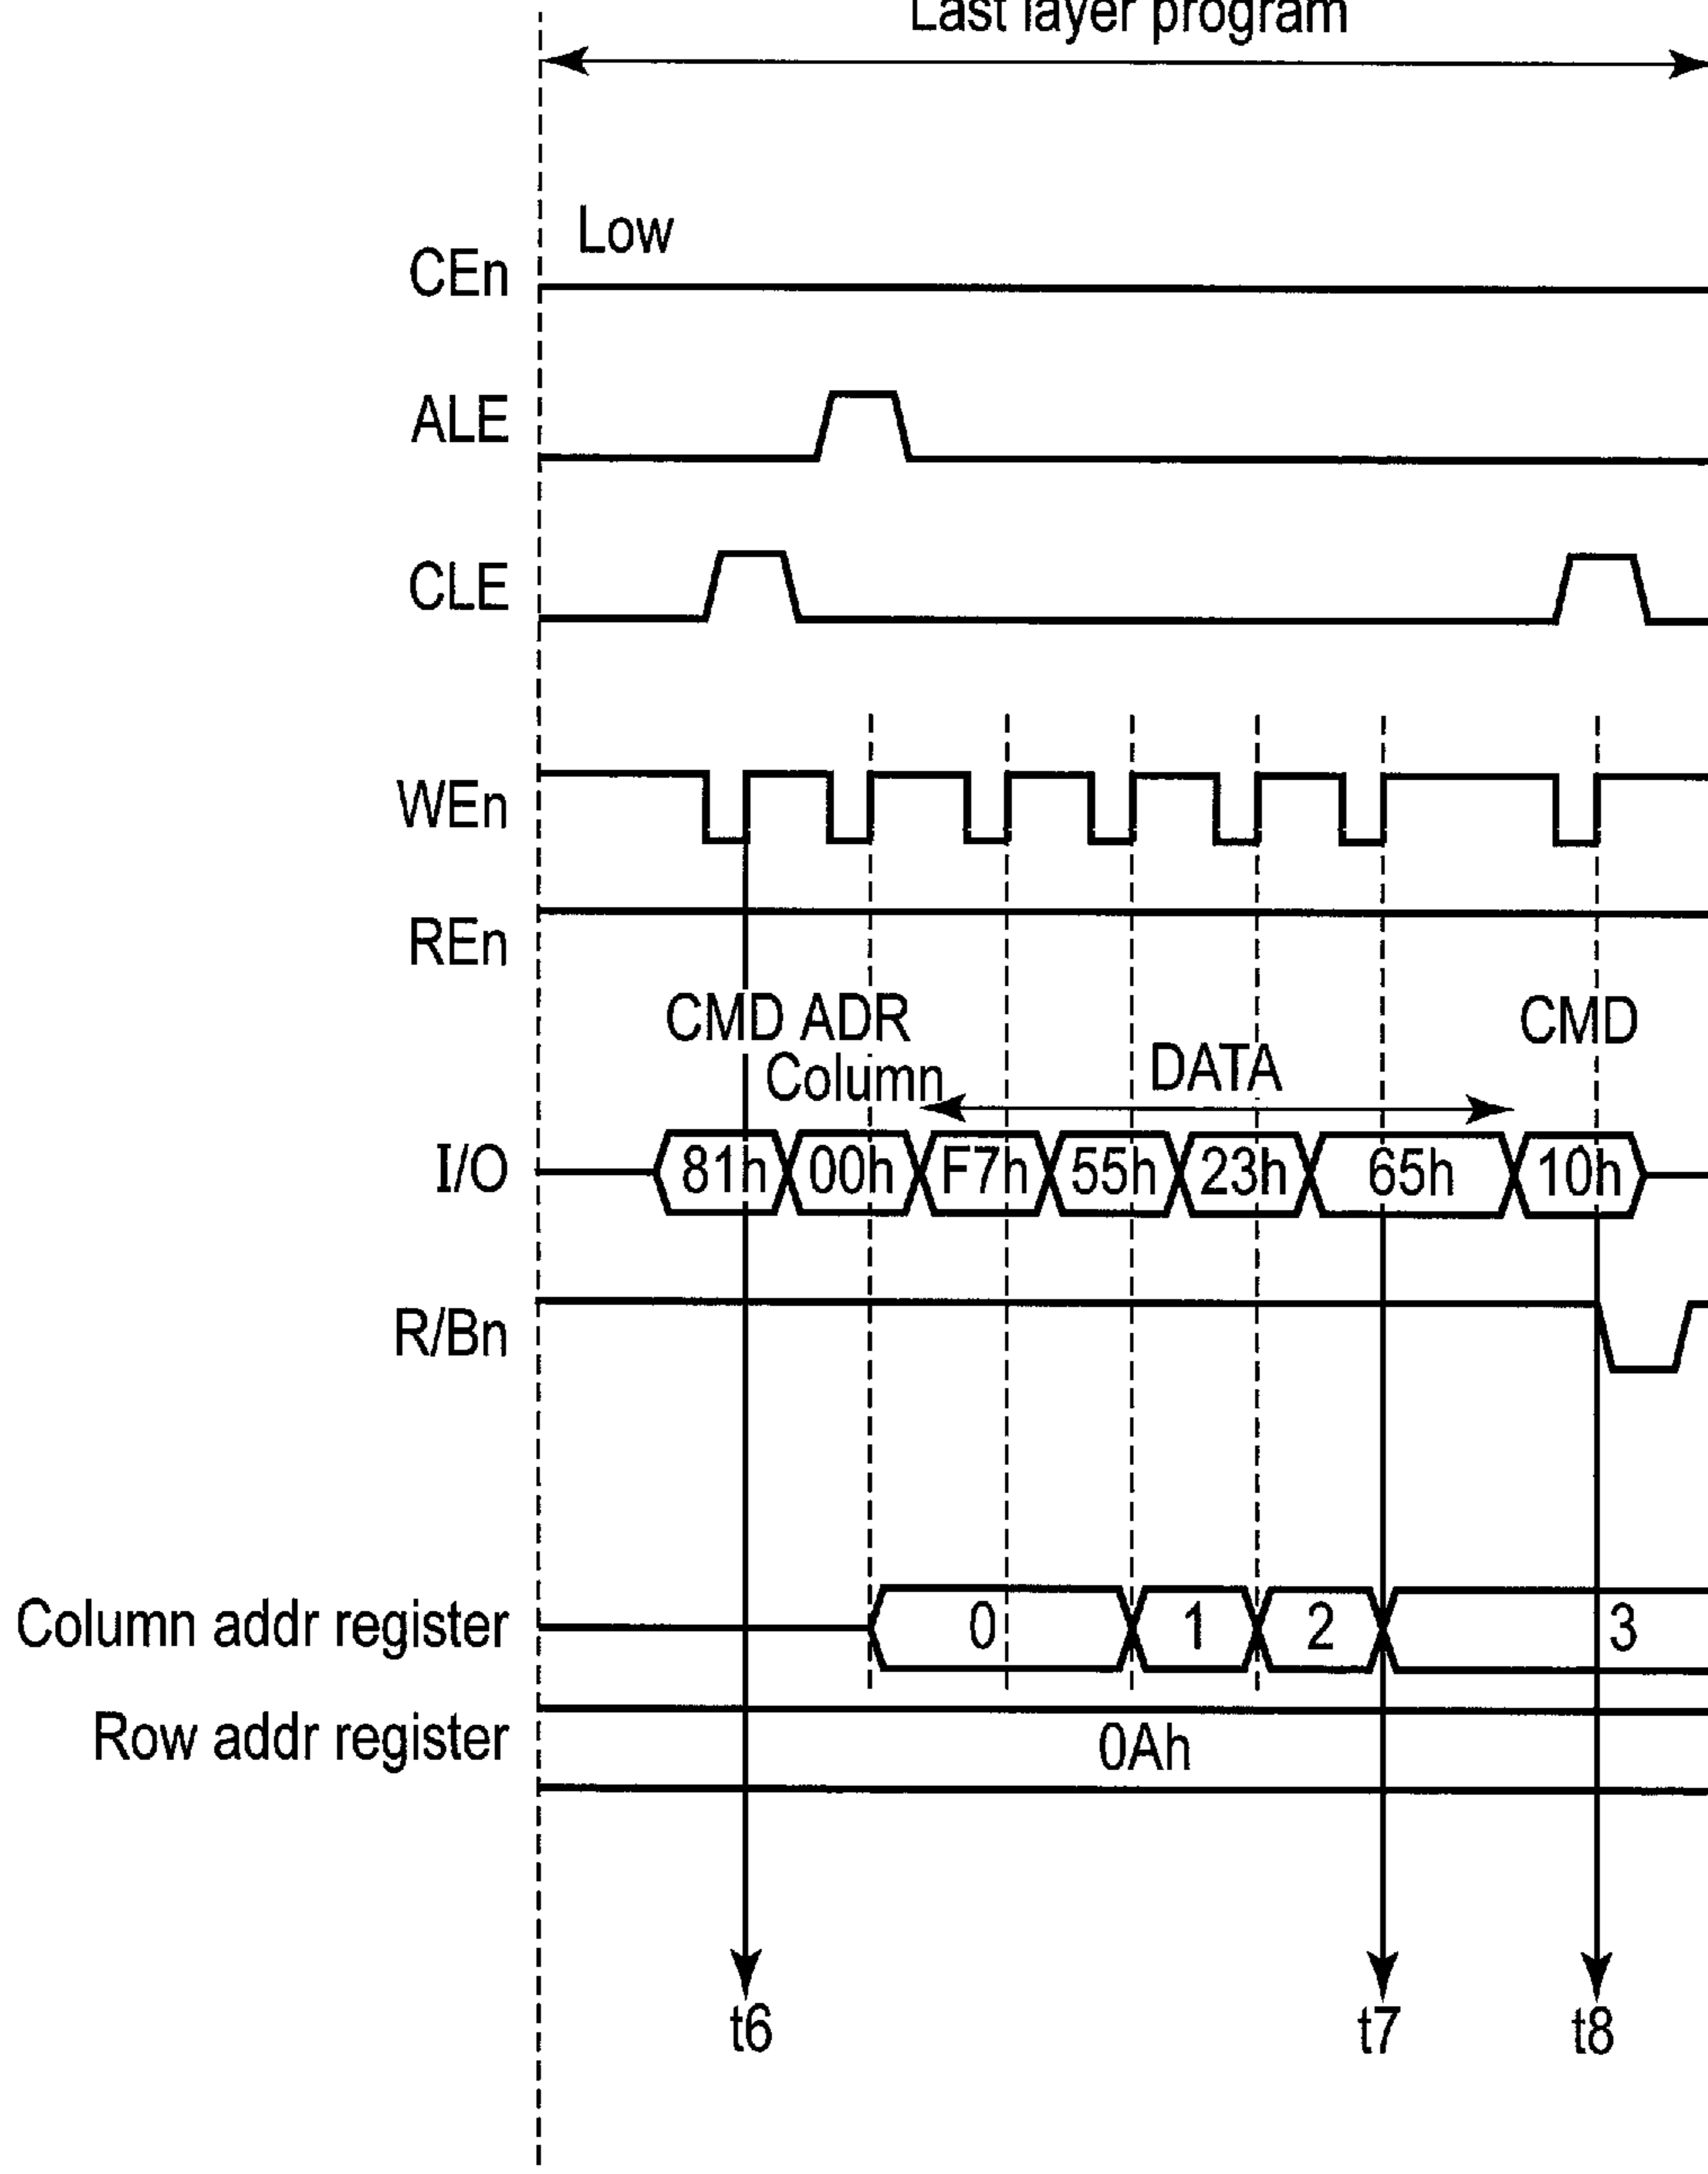 Last layer program
Low
CEn
ALE
CLE
WEn
REn
CMD ADR CMD
Column DATA
I/O 81h 00h F7h 55h 23h 65h 10h
R/Bn
Column addr register 0 1 2 3
Row addr register 0Ah
t6 t7 t8